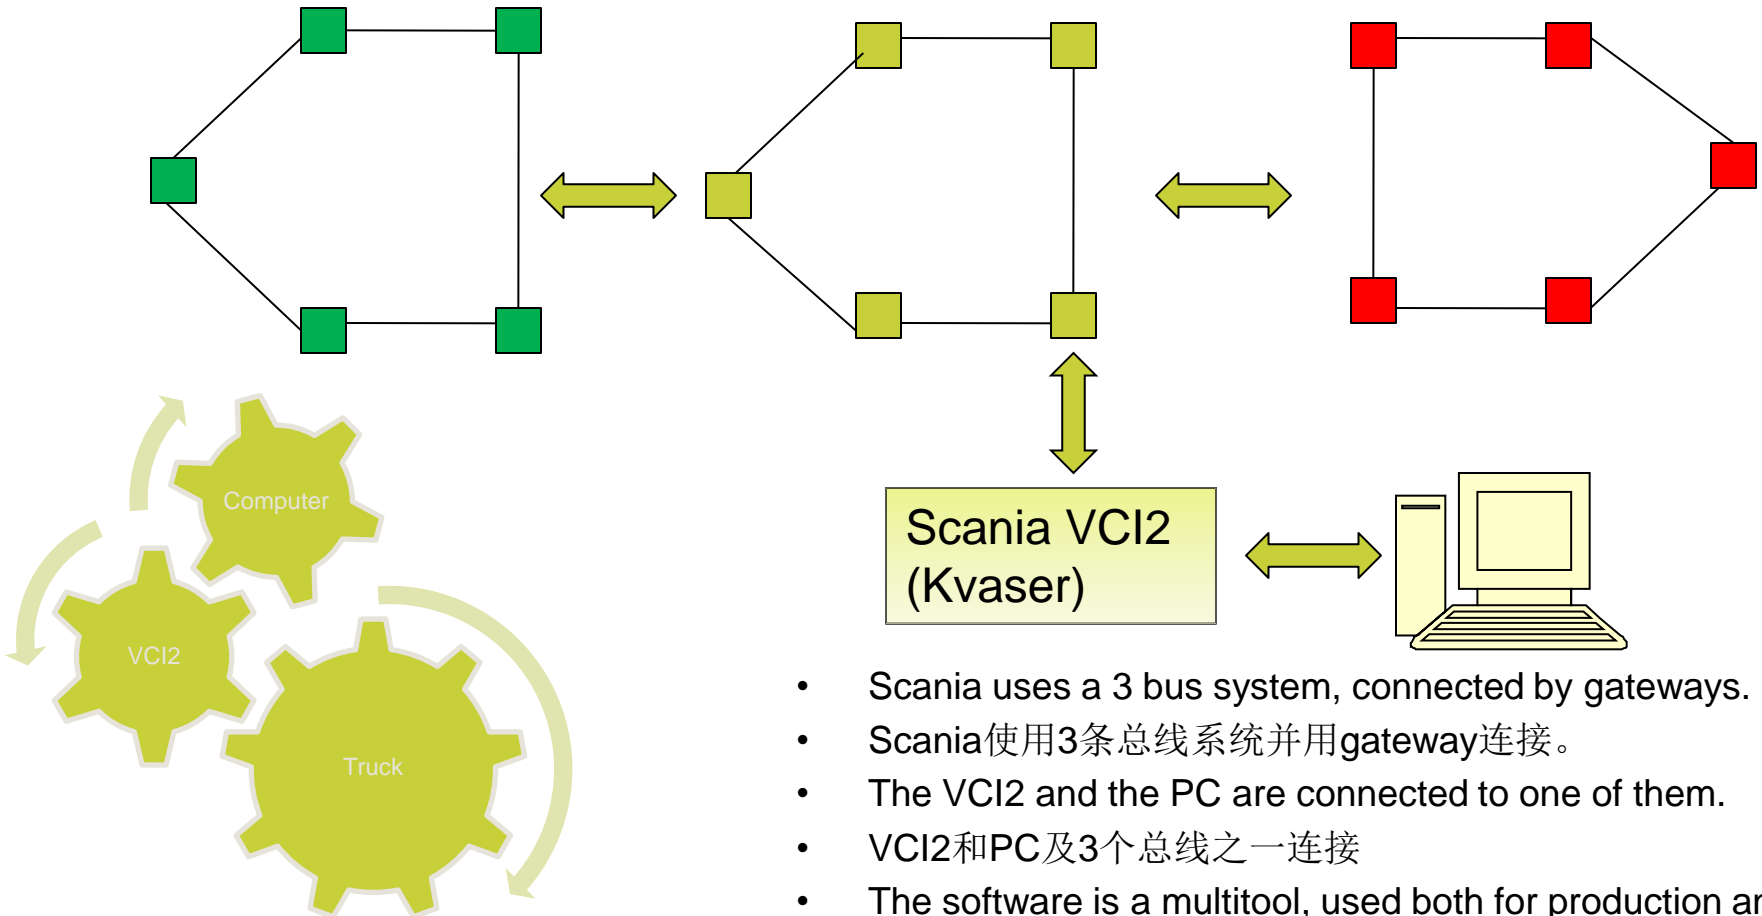 Computer
VCI2
Truck
Scania VCI2
(Kvaser)
• Scania uses a 3 bus system, connected by gateways.
• Scania使用3条总线系统并用gateway连接。
• The VCI2 and the PC are connected to one of them.
• VCI2和PC及3个总线之一连接
• The software is a multitool, used both for production